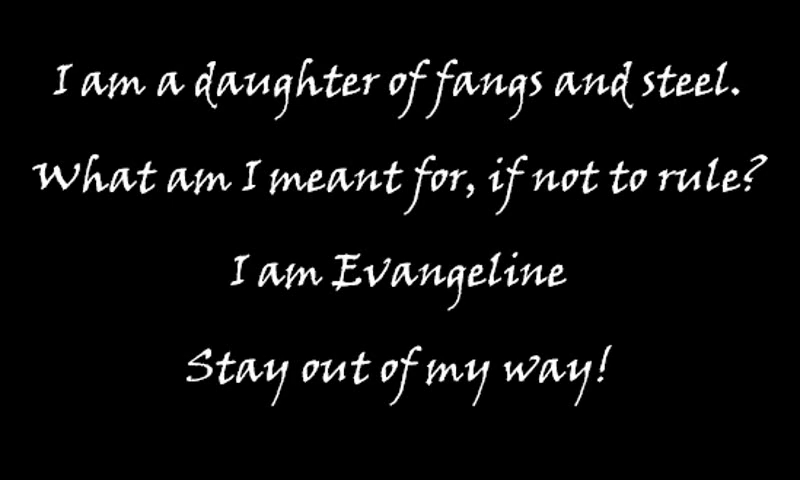 I am a daughter of fangs and steel.
What am I meant for, if not to rule?
I am Evangeline
Stay out of my way!